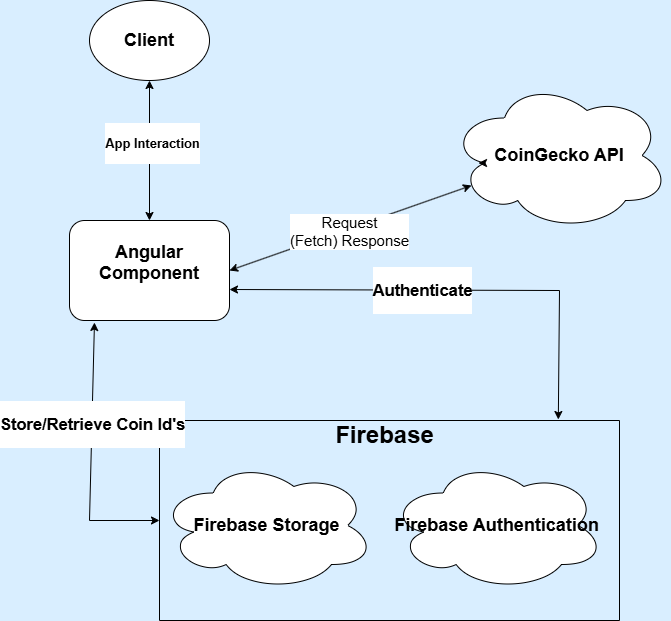 Client
App Interaction
CoinGecko API
Request
(Fetch) Response
Angular
Component
Authenticate
Store/Retrieve Coin Id's
Firebase
Firebase Storage
Firebase Authentication